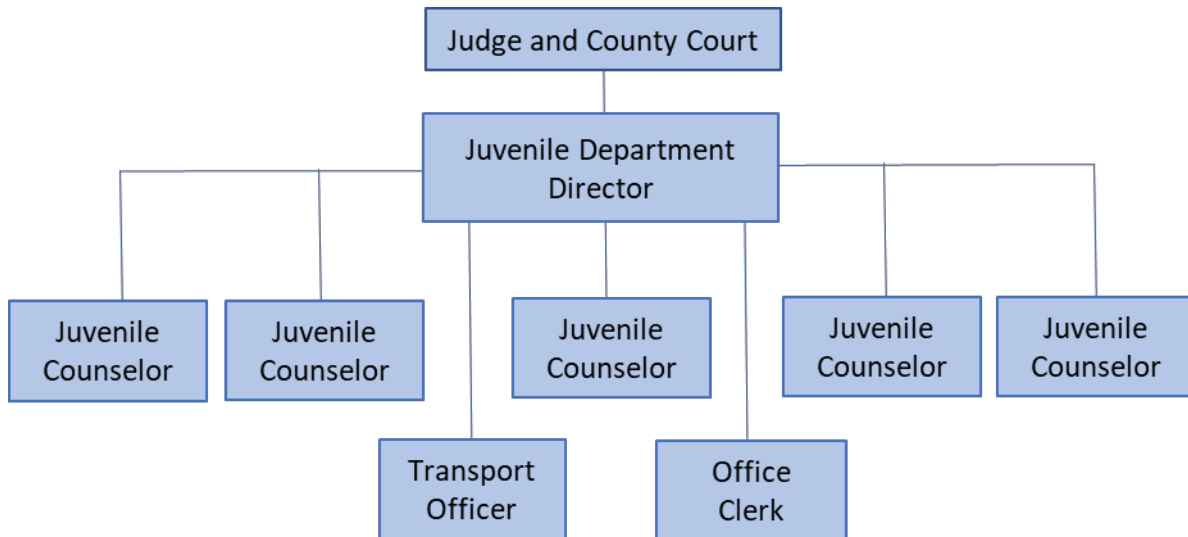 Judge and County Court
Juvenile Department
Director
Juvenile
Counselor
Juvenile
Counselor
Juvenile
Counselor
Juvenile
Counselor
Juvenile
Counselor
Transport
Officer
Office
Clerk